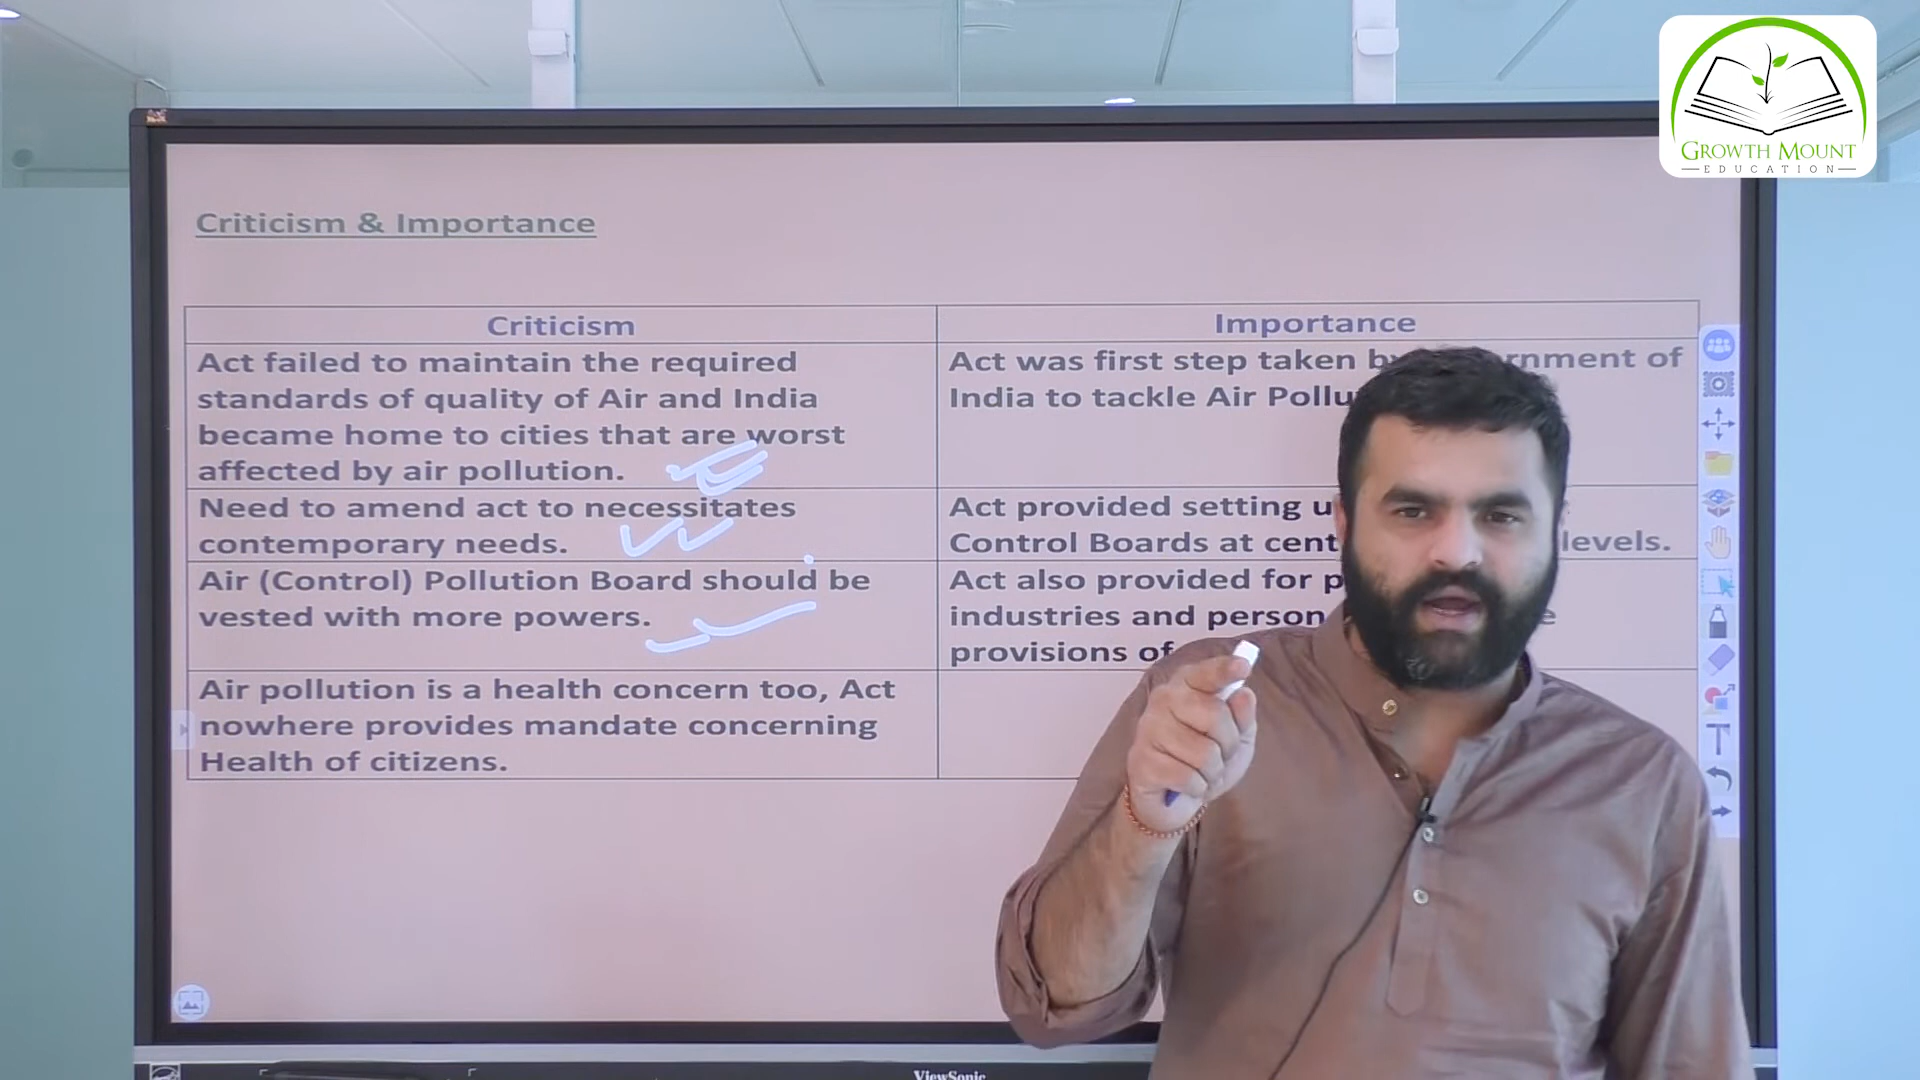 GROWTH MOUNT
EDUCATION
Criticism & Importance
Criticism
Act failed to maintain the required
standards of quality of Air and India
became home to cities that are worst
affected by air pollution.
Need to amend act to necessitates
contemporary needs.
Air (Control) Pollution Board should be
vested with more powers.
Air pollution is a health concern too, Act
nowhere provides mandate concerning
Health of citizens.
Importance
Act was first step taken
of
India to tackle Air
Act provided setting
Control Boards at levels.
Act also provided for
industries and person
provisions of
ViewSonic